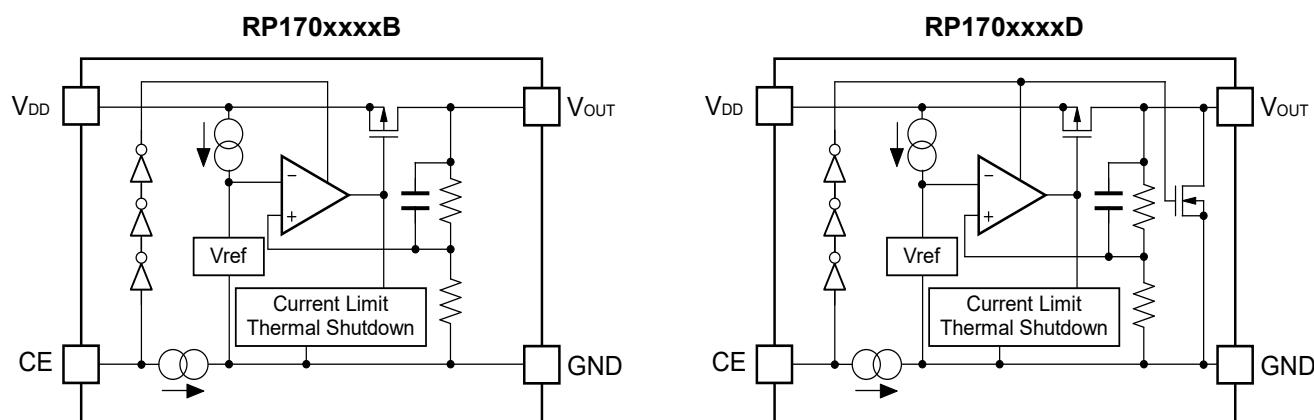 RP170xxxxB
VDD
VOUT
−
+
Vref
Current Limit
Thermal Shutdown
CE
GND
RP170xxxxD
VDD
VOUT
−
+
Vref
Current Limit
Thermal Shutdown
CE
GND